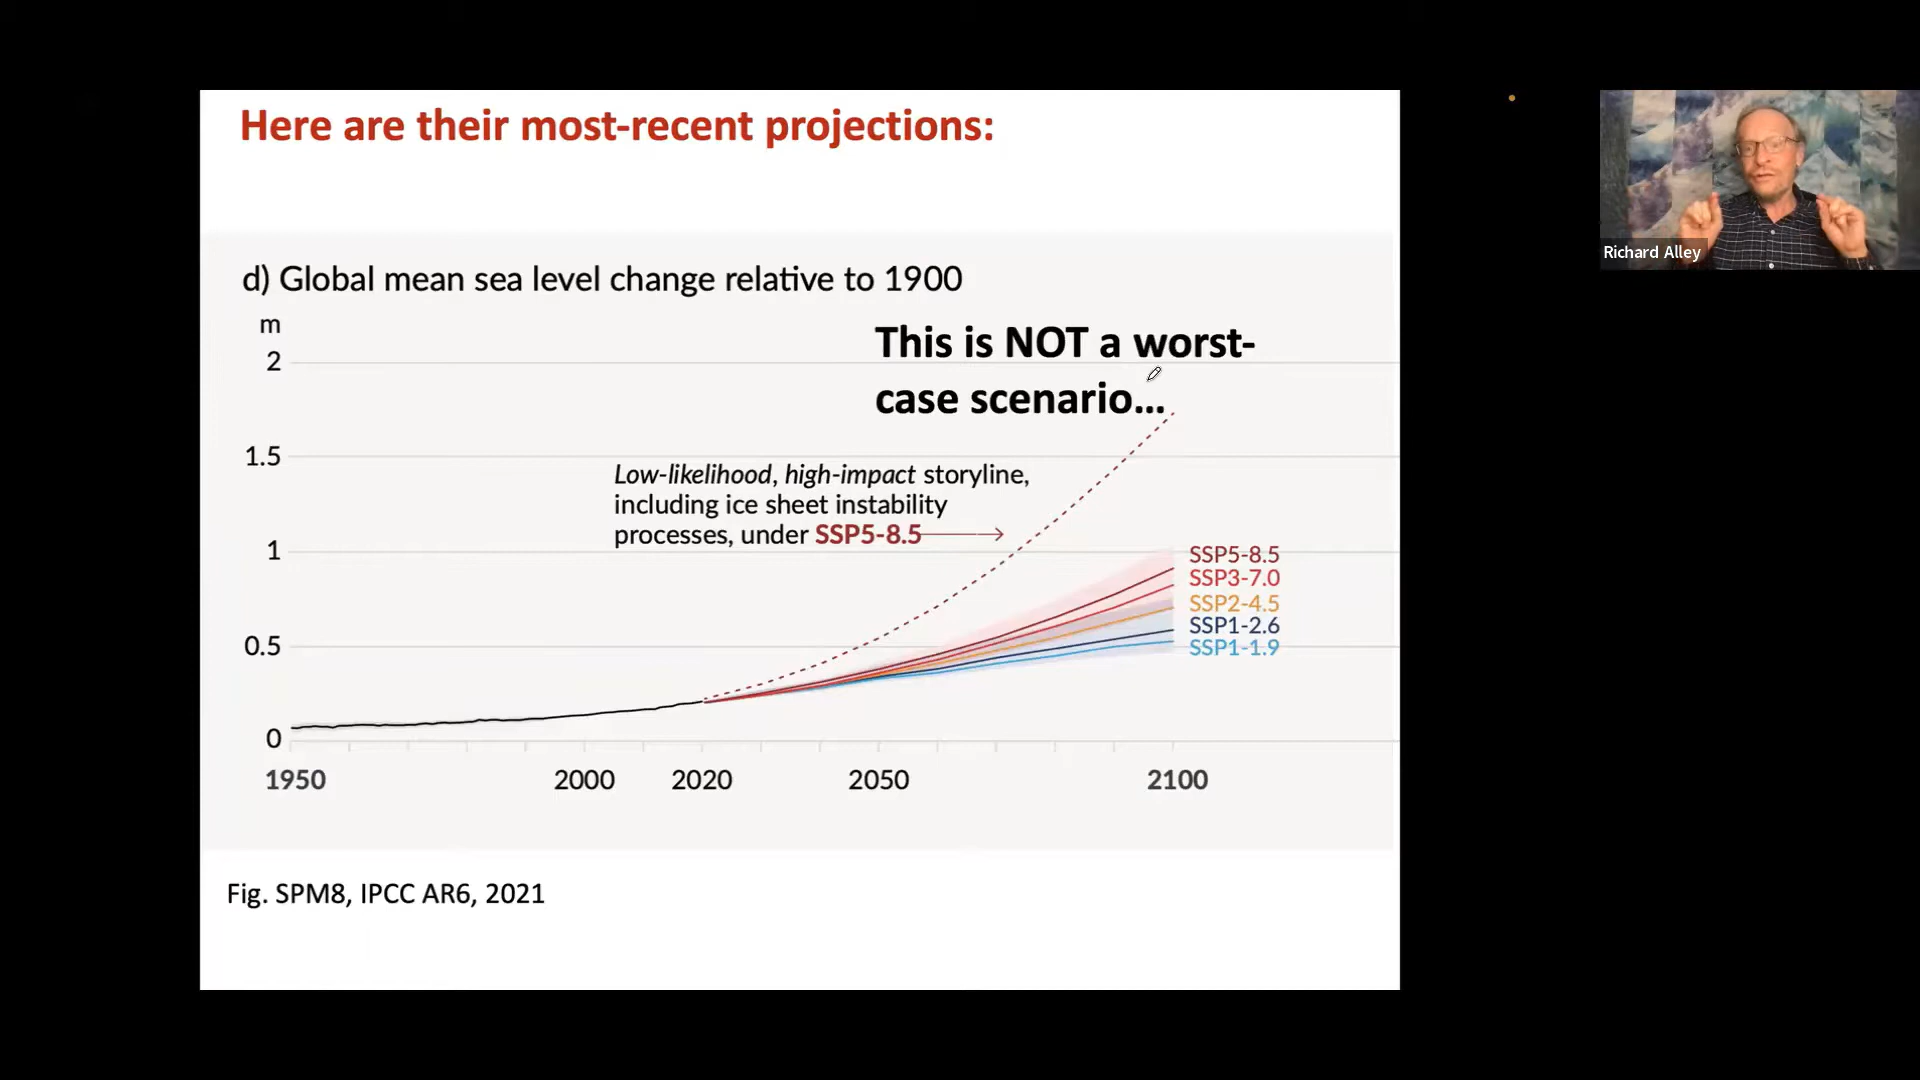 Here are their most-recent projections:
d) Global mean sea level change relative to 1900
m
This is NOT a worst-
case scenario...
2
1.5
Low-likelihood, high-impact storyline,
including ice sheet instability
processes, under SSP5-8.5
1
SSP5-8.5
SSP3-7.0
SSP2-4.5
SSP1-2.6
SSP1-1.9
0.5
0
1950 2000 2020 2050 2100
Fig. SPM8, IPCC AR6, 2021
Richard Alley